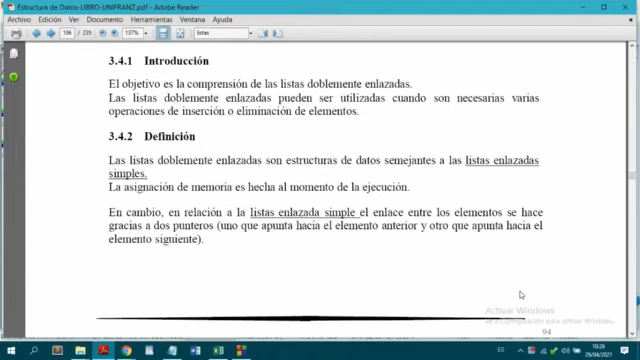 Estructura de Datos-LIBRO-UNIFRANZ.pdf - Adobe Reader
Archivo Edición Ver Documento Herramientas Ventana Ayuda
106 / 235 137% listas
3.4.1 Introducción
El objetivo es la comprensión de las listas doblemente enlazadas.
Las listas doblemente enlazadas pueden ser utilizadas cuando son necesarias varias
operaciones de inserción o eliminación de elementos.
3.4.2 Definición
Las listas doblemente enlazadas son estructuras de datos semejantes a las listas enlazadas
simples.
La asignación de memoria es hecha al momento de la ejecución.
En cambio, en relación a la listas enlazada simple el enlace entre los elementos se hace
gracias a dos punteros (uno que apunta hacia el elemento anterior y otro que apunta hacia el
elemento siguiente).
Activar Windows
Ve a Configuración para activar Windows.
94
ES
10:26
29/04/2021